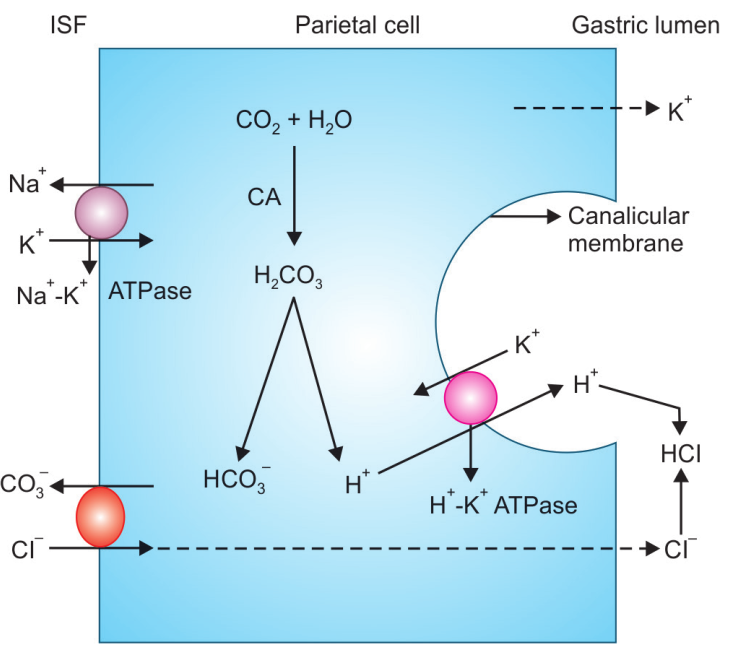 ISF
Parietal cell
Gastric lumen
CO₂ + H₂O
K⁺
Na⁺
CA
Canalicular
membrane
K⁺
Na⁺-K⁺ ATPase
H₂CO₃
K⁺
H⁺
HCl
CO₃⁻
HCO₃⁻
H⁺
H⁺-K⁺ ATPase
Cl⁻
Cl⁻